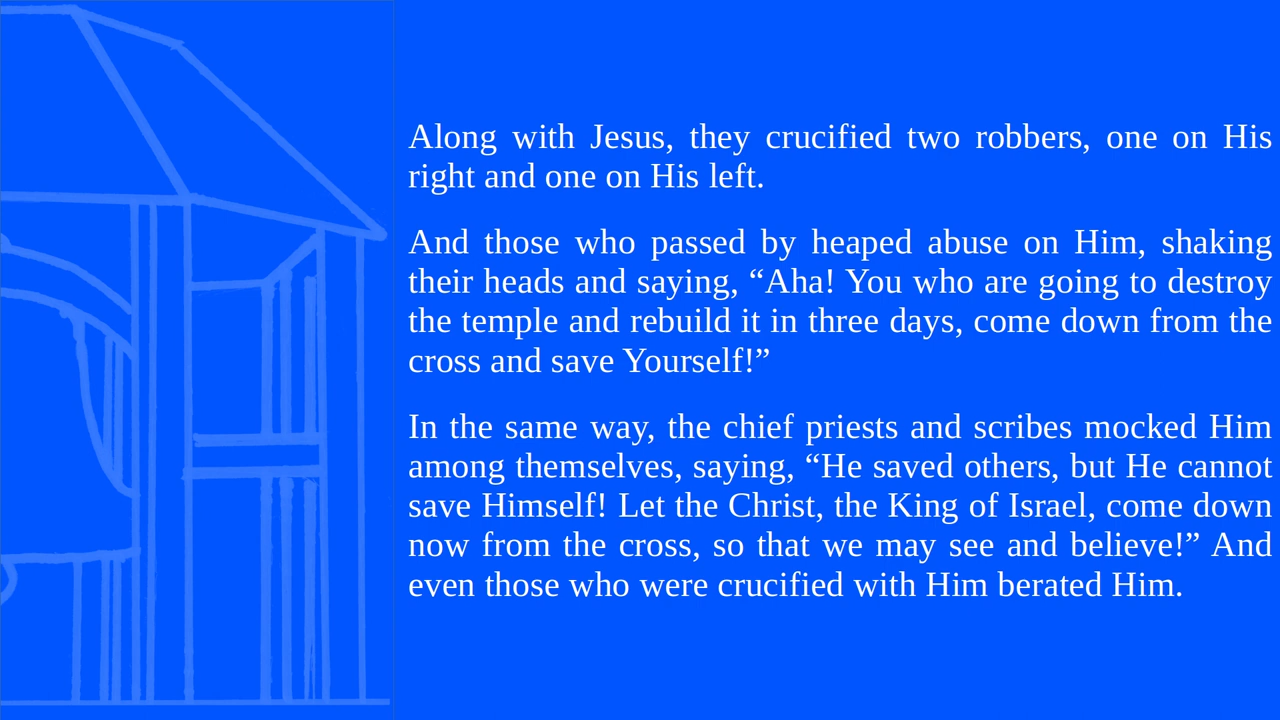 Along with Jesus, they crucified two robbers, one on His
right and one on His left.
And those who passed by heaped abuse on Him, shaking
their heads and saying, “Aha! You who are going to destroy
the temple and rebuild it in three days, come down from the
cross and save Yourself!”
In the same way, the chief priests and scribes mocked Him
among themselves, saying, “He saved others, but He cannot
save Himself! Let the Christ, the King of Israel, come down
now from the cross, so that we may see and believe!” And
even those who were crucified with Him berated Him.